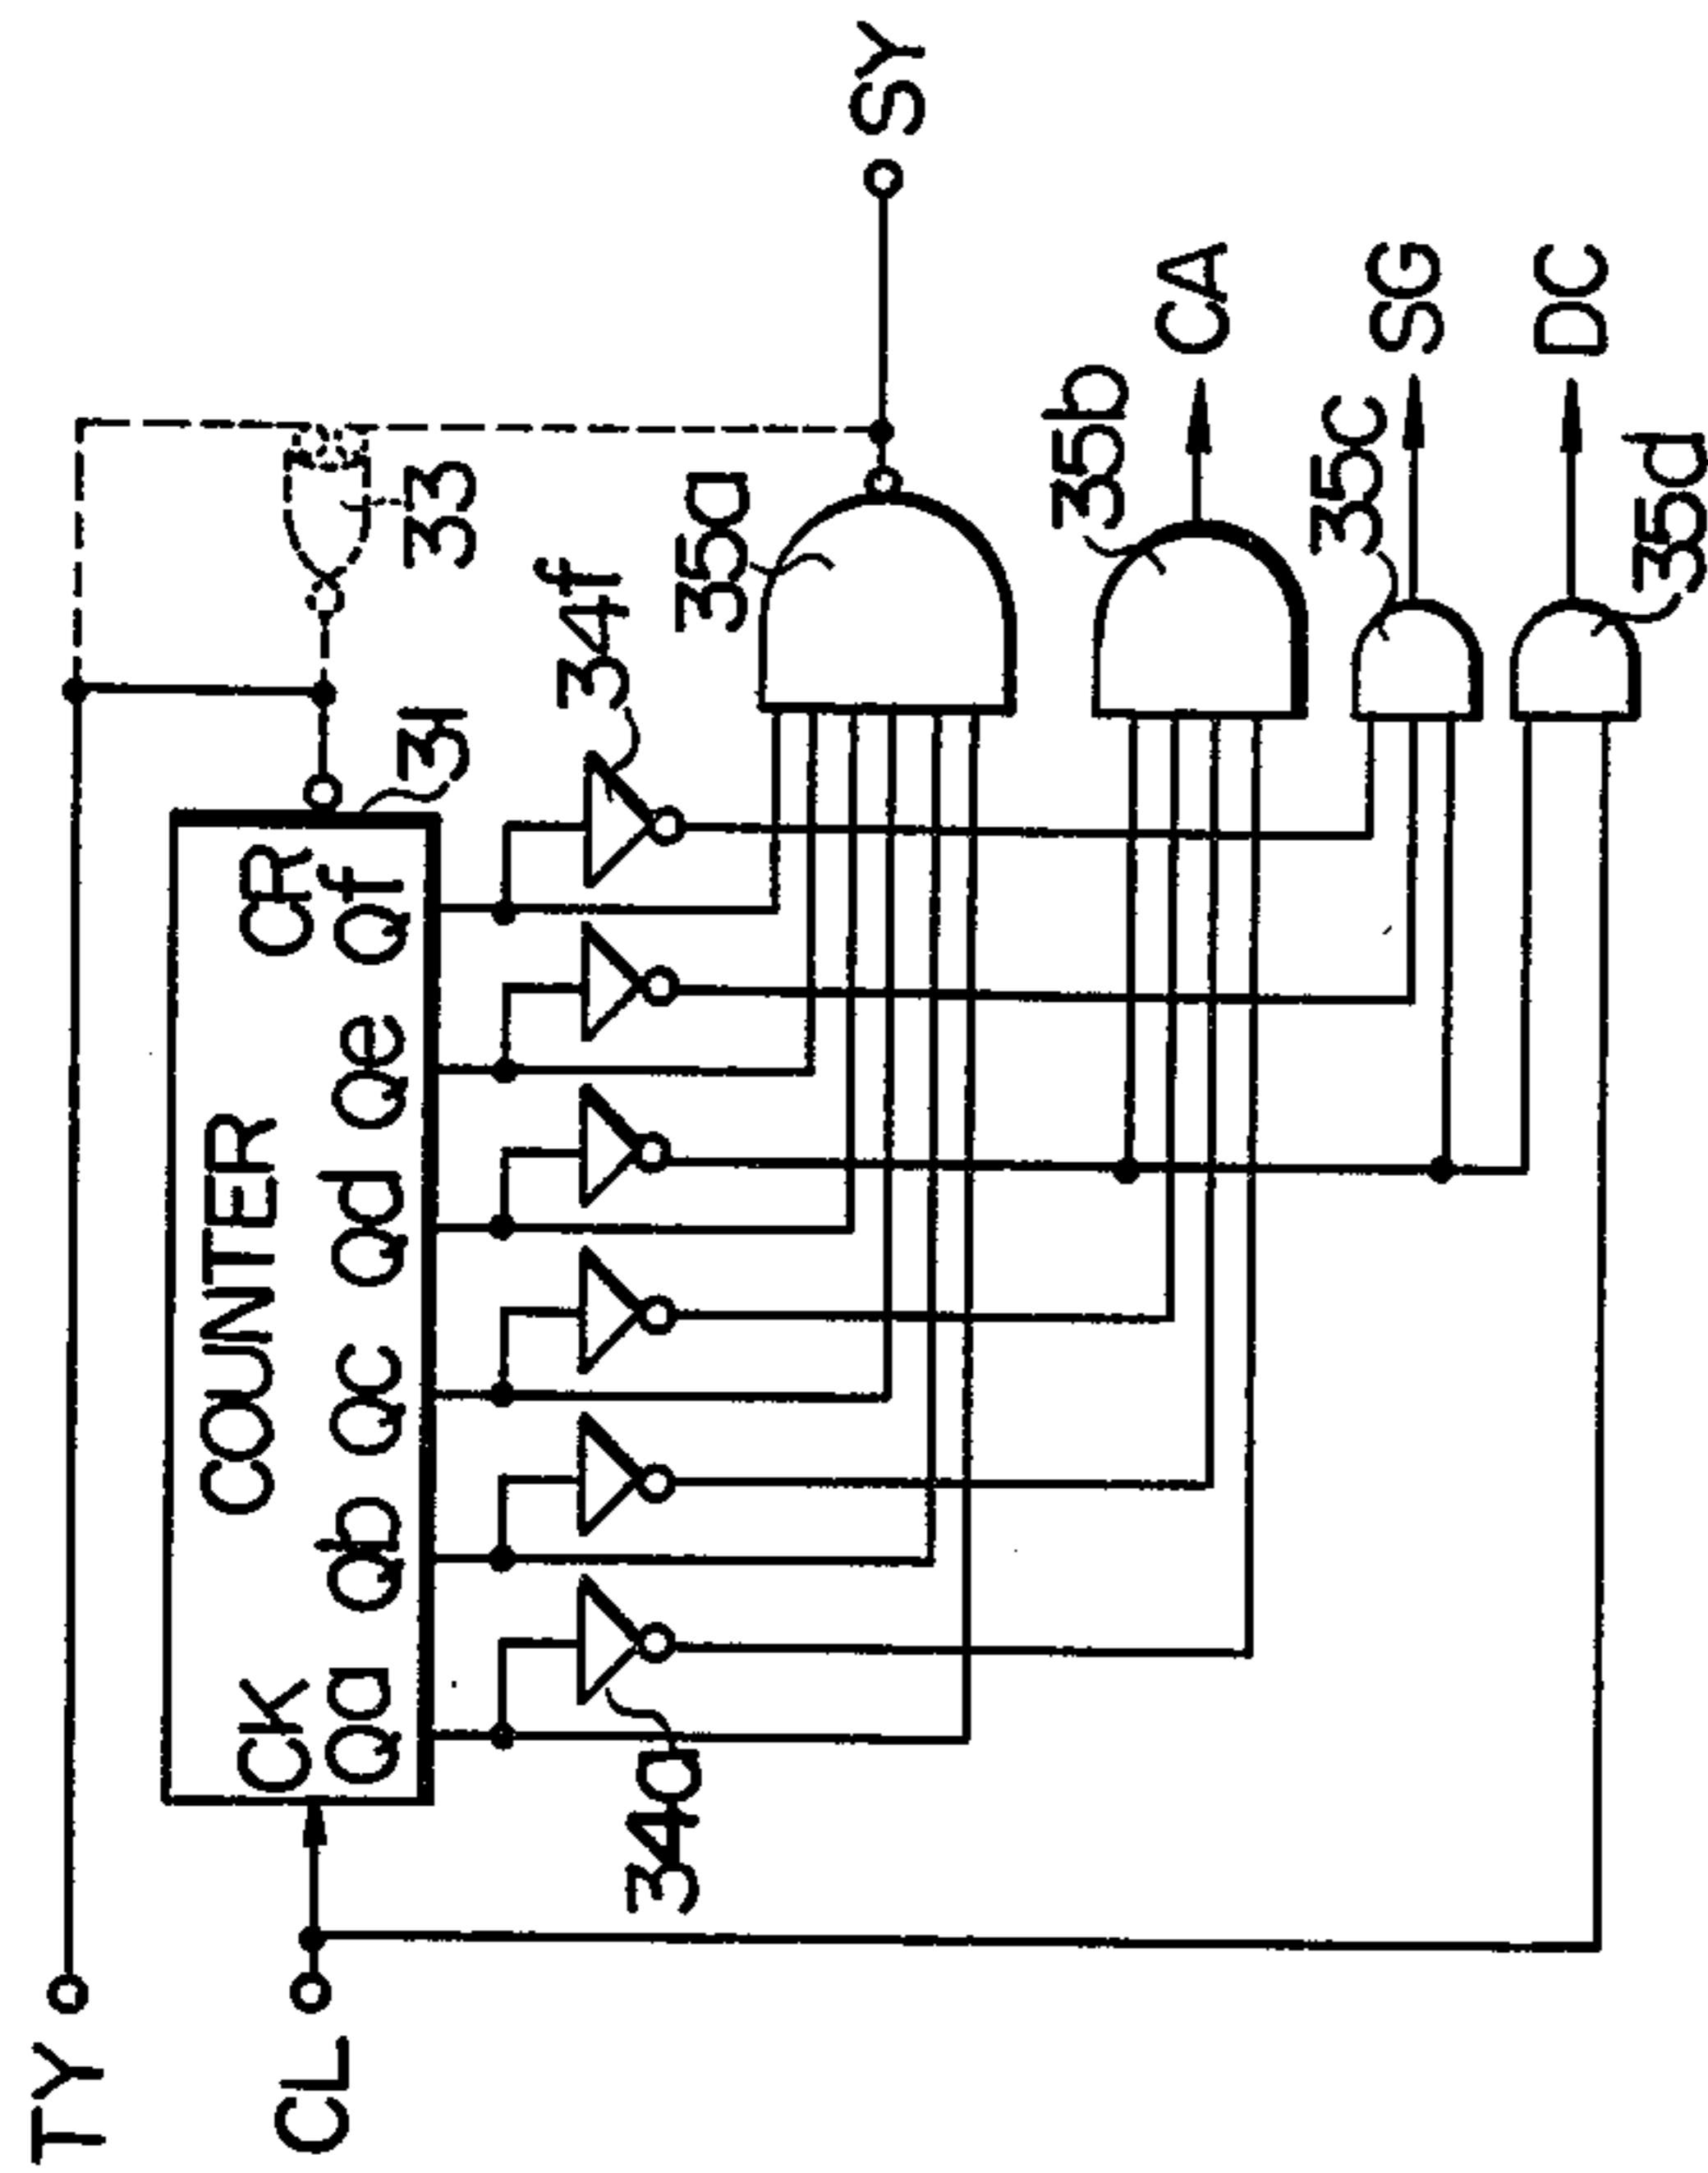 TY
CL
COUNTER
CK
CR
Qa Qb Qc Qd Qe Qf
31
33
34a
34f
35a
SY
35b
CA
35c
SG
35d
DC